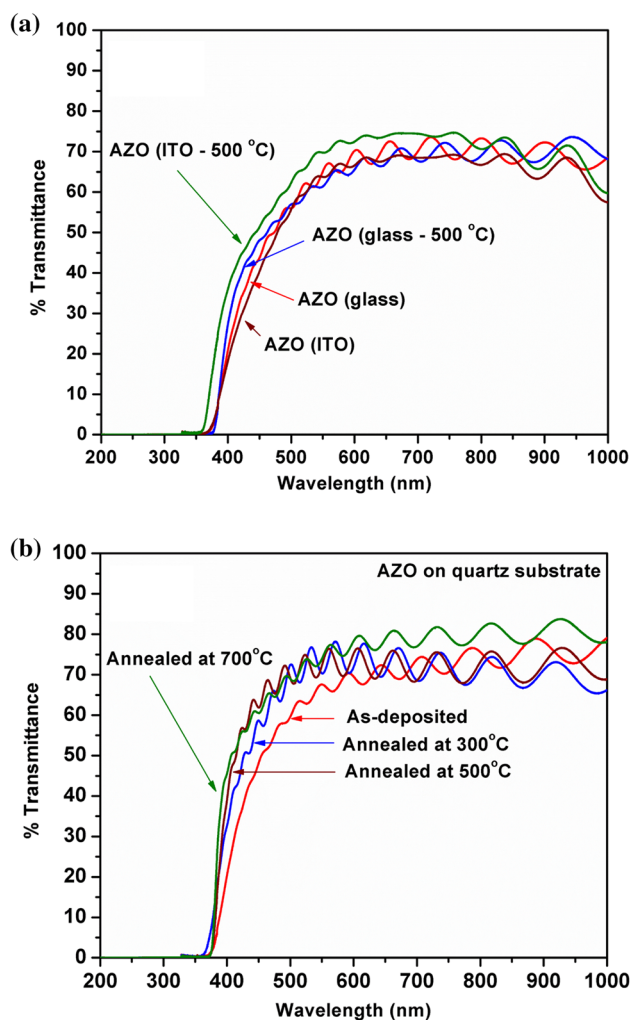 (a)
100
90
80
70
60
50
40
30
20
10
0
% Transmittance
AZO (ITO - 500 °C)
AZO (glass - 500 °C)
AZO (glass)
AZO (ITO)
200 300 400 500 600 700 800 900 1000
Wavelength (nm)
(b)
100
90
80
70
60
50
40
30
20
10
0
% Transmittance
AZO on quartz substrate
Annealed at 700°C
As-deposited
Annealed at 300°C
Annealed at 500°C
200 300 400 500 600 700 800 900 1000
Wavelength (nm)